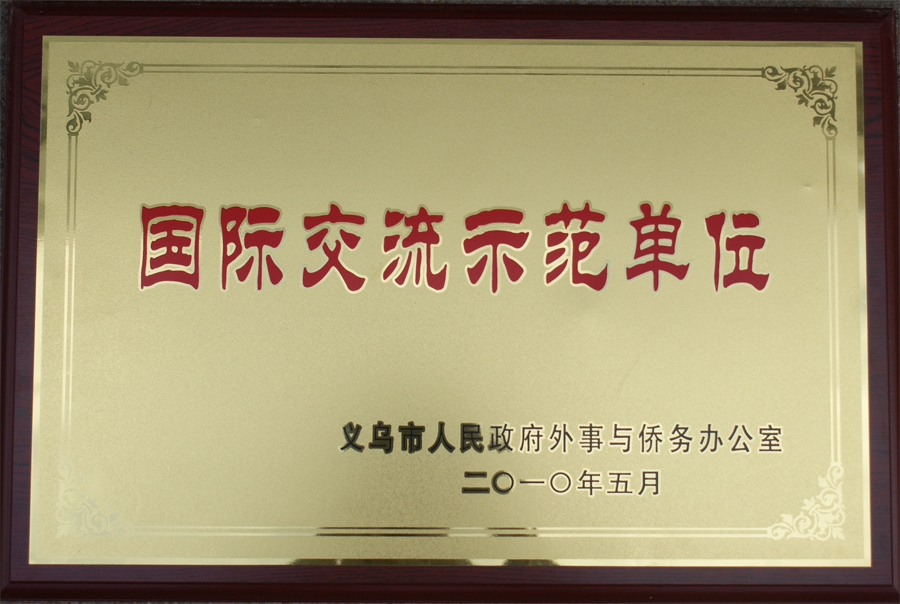 国际交流示范单位
义乌市人民政府外事与侨务办公室
二〇一〇年五月